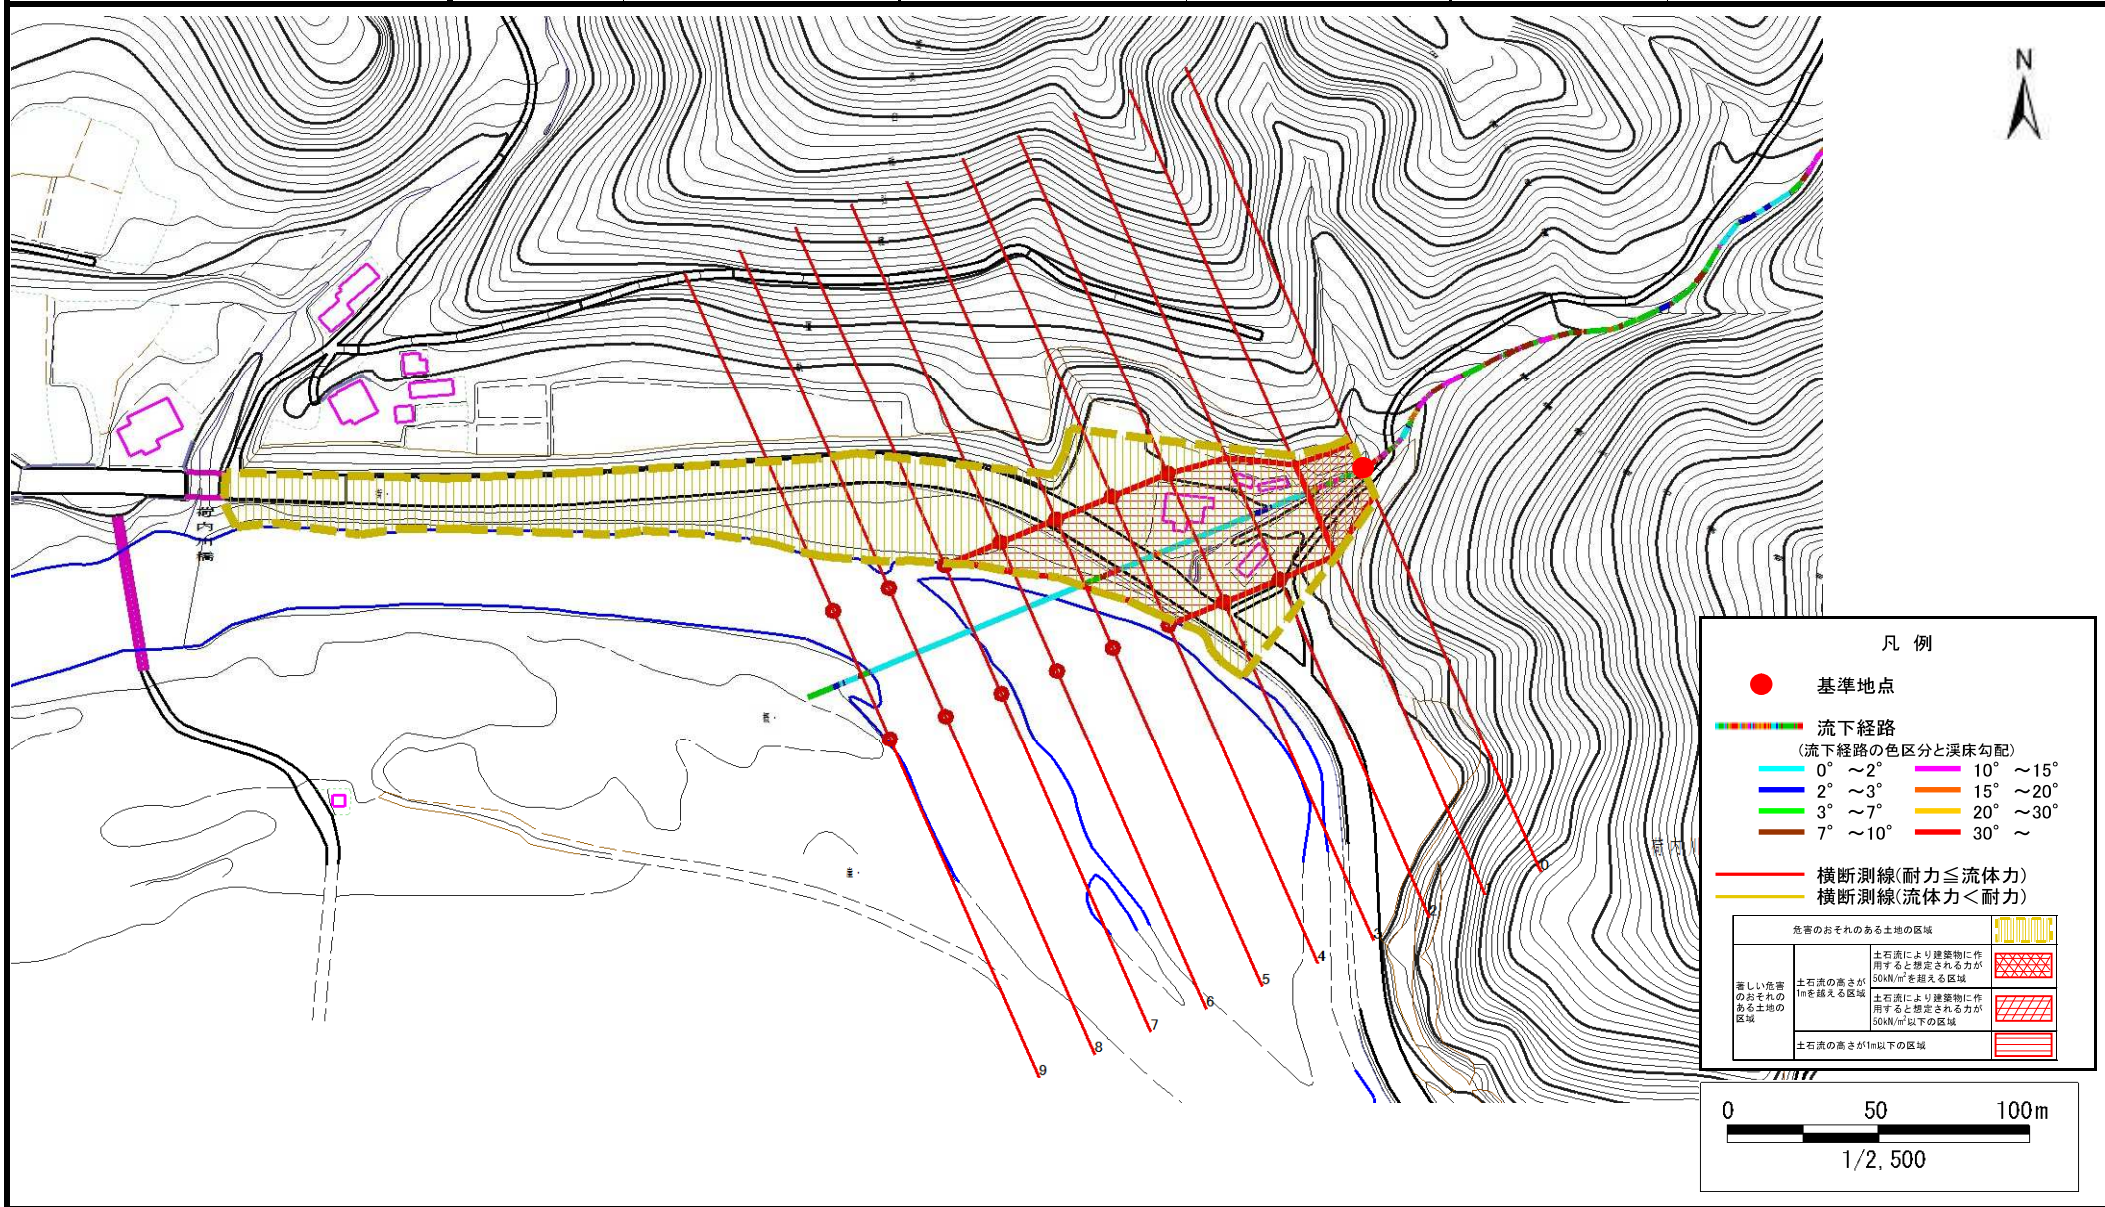 N
荷内川橋
0
1
2
3
4
5
6
7
8
9
凡 例
基準地点
流下経路
(流下経路の色区分と渓床勾配)
0° ～2° 10° ～15°
2° ～3° 15° ～20°
3° ～7° 20° ～30°
7° ～10° 30° ～
横断測線(耐力≦流体力)
横断測線(流体力＜耐力)
危害のおそれのある土地の区域
著しい危害
のおそれの
ある土地の
区域
土石流の高さが
1mを越える区域
土石流により建築物に作
用すると想定される力が
50kN/m²を超える区域
土石流により建築物に作
用すると想定される力が
50kN/m²以下の区域
土石流の高さが1m以下の区域
0 50 100m
1/2,500